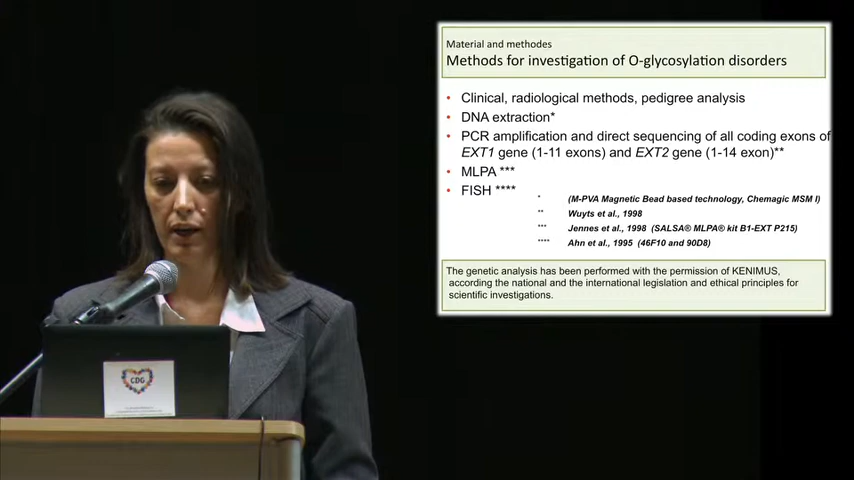 Material and methodes
Methods for investigation of O-glycosylation disorders
• Clinical, radiological methods, pedigree analysis
• DNA extraction*
• PCR amplification and direct sequencing of all coding exons of
EXT1 gene (1-11 exons) and EXT2 gene (1-14 exon)**
• MLPA ***
• FISH ****
* (M-PVA Magnetic Bead based technology, Chemagic MSM I)
** Wuyts et al., 1998
*** Jennes et al., 1998 (SALSA® MLPA® kit B1-EXT P215)
**** Ahn et al., 1995 (46F10 and 90D8)
The genetic analysis has been performed with the permission of KENIMUS,
according the national and the international legislation and ethical principles for
scientific investigations.
CDG